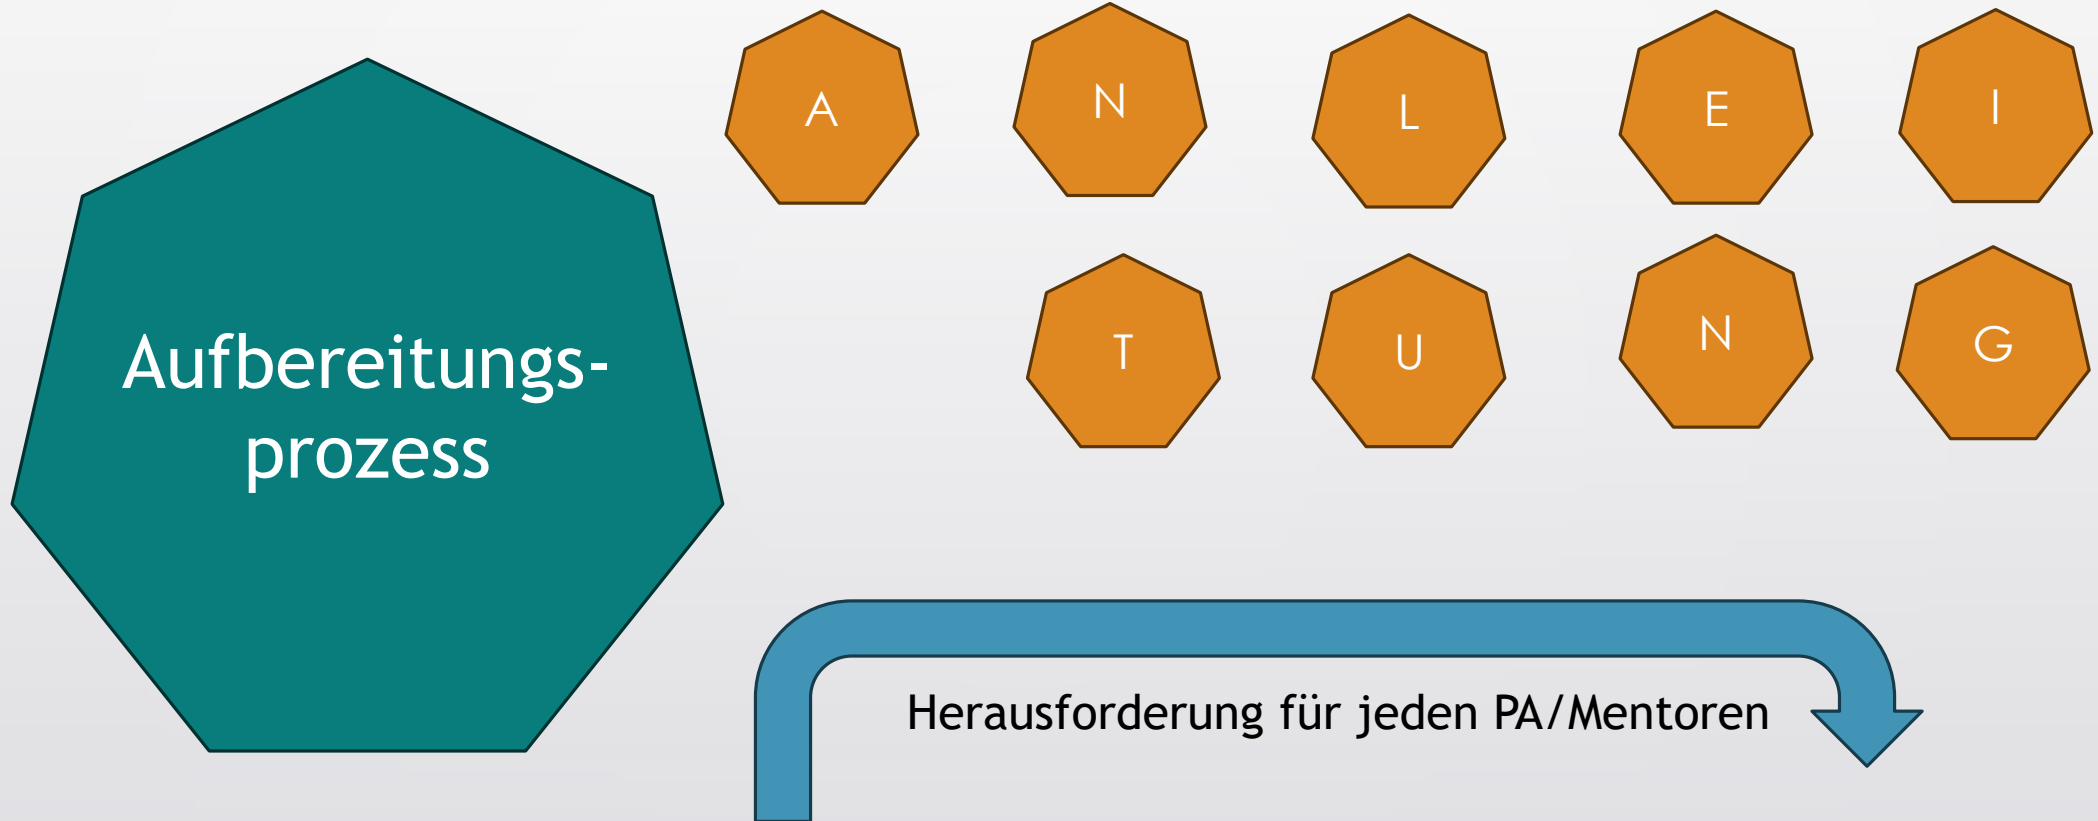 Aufbereitungs-
prozess
A N L E I
T U N G
Herausforderung für jeden PA/Mentoren